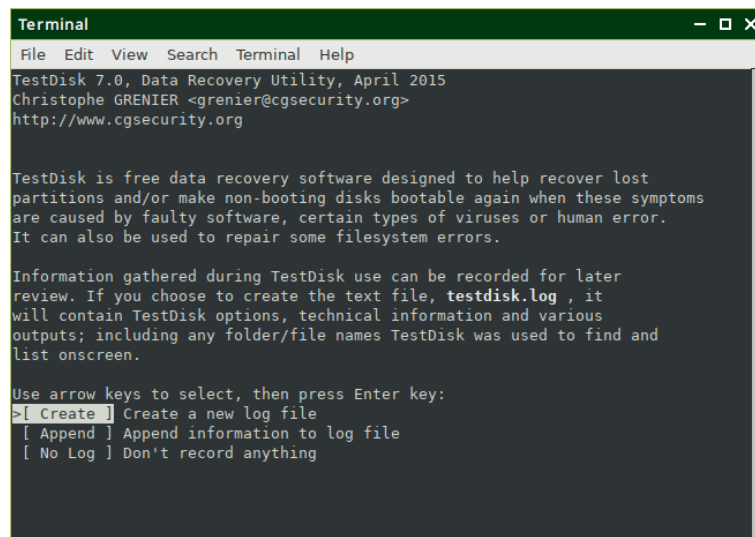 Terminal
File Edit View Search Terminal Help
TestDisk 7.0, Data Recovery Utility, April 2015
Christophe GRENIER <grenier@cgsecurity.org>
http://www.cgsecurity.org
TestDisk is free data recovery software designed to help recover lost
partitions and/or make non-booting disks bootable again when these symptoms
are caused by faulty software, certain types of viruses or human error.
It can also be used to repair some filesystem errors.
Information gathered during TestDisk use can be recorded for later
review. If you choose to create the text file, testdisk.log , it
will contain TestDisk options, technical information and various
outputs; including any folder/file names TestDisk was used to find and
list onscreen.
Use arrow keys to select, then press Enter key:
>[ Create ] Create a new log file
[ Append ] Append information to log file
[ No Log ] Don't record anything